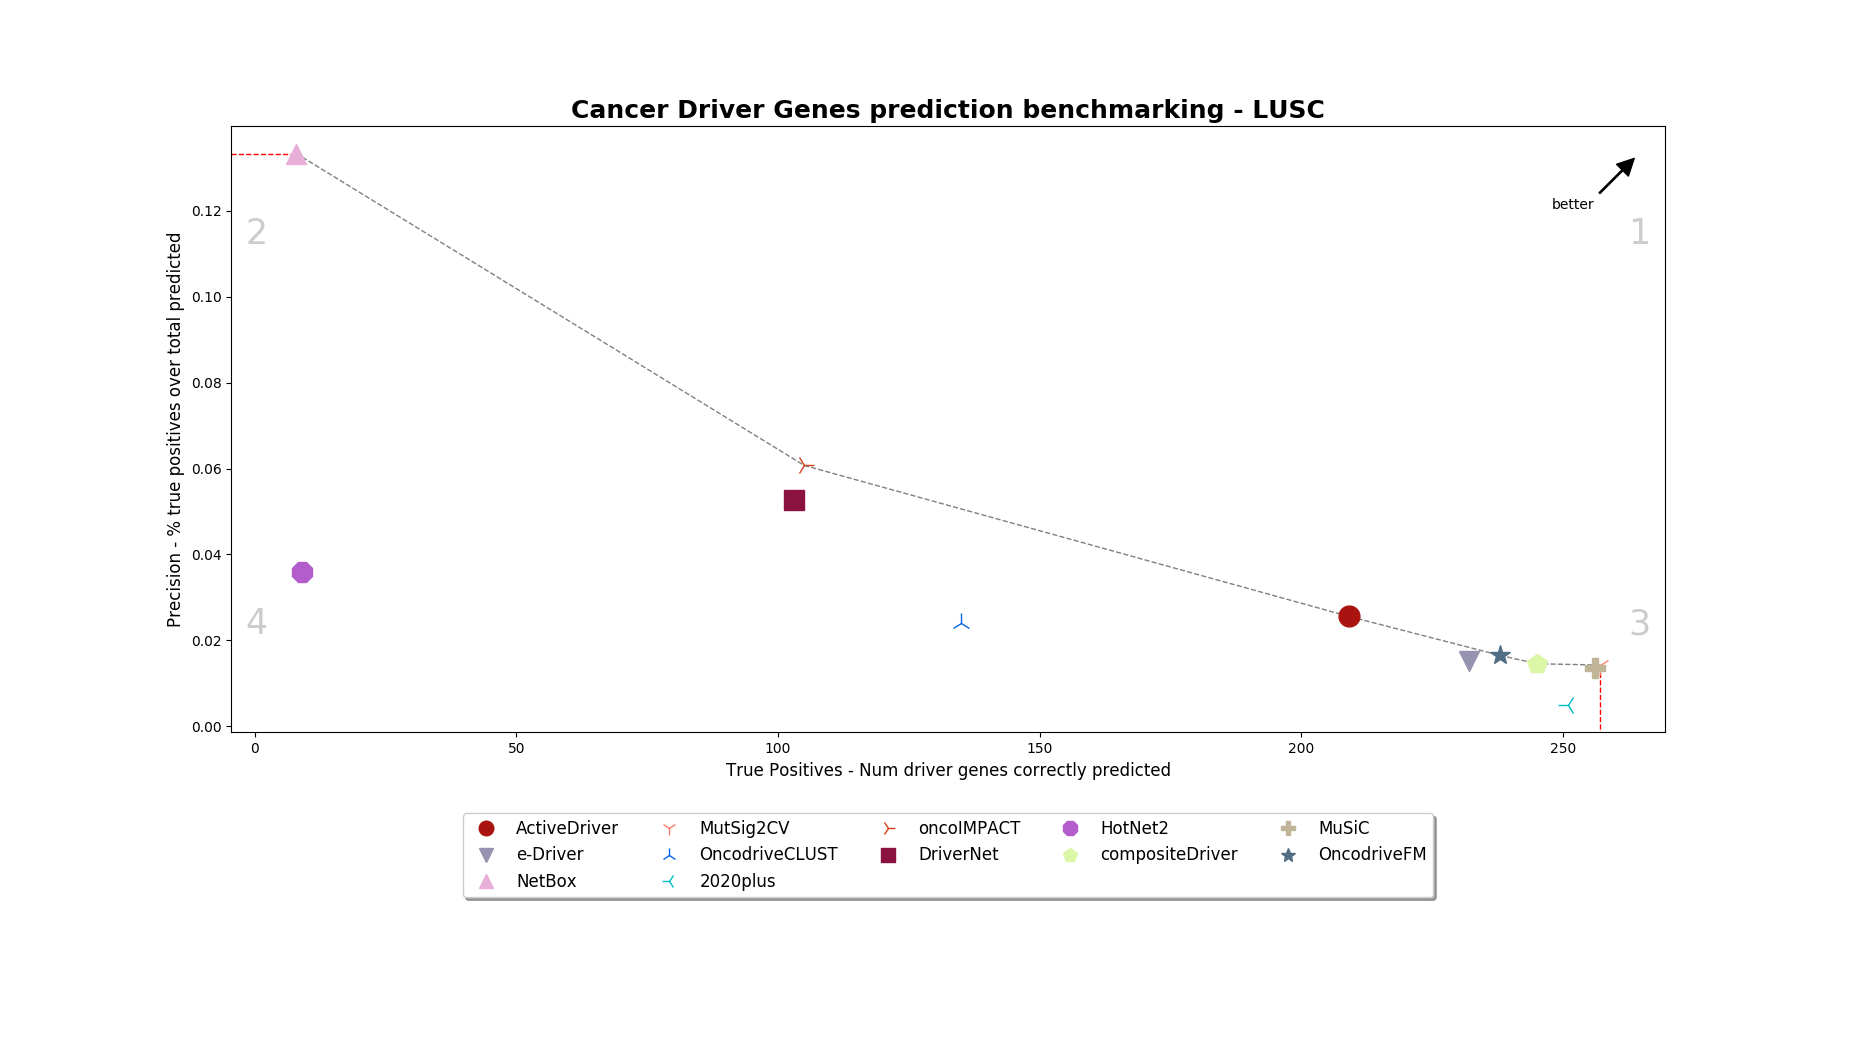 Cancer Driver Genes prediction benchmarking - LUSC
better
2
1
4
3
0.12
0.10
0.08
0.06
0.04
0.02
0.00
Precision - % true positives over total predicted
0 50 100 150 200 250
True Positives - Num driver genes correctly predicted
ActiveDriver MutSig2CV oncoIMPACT HotNet2 MuSiC
e-Driver OncodriveCLUST DriverNet compositeDriver OncodriveFM
NetBox 2020plus